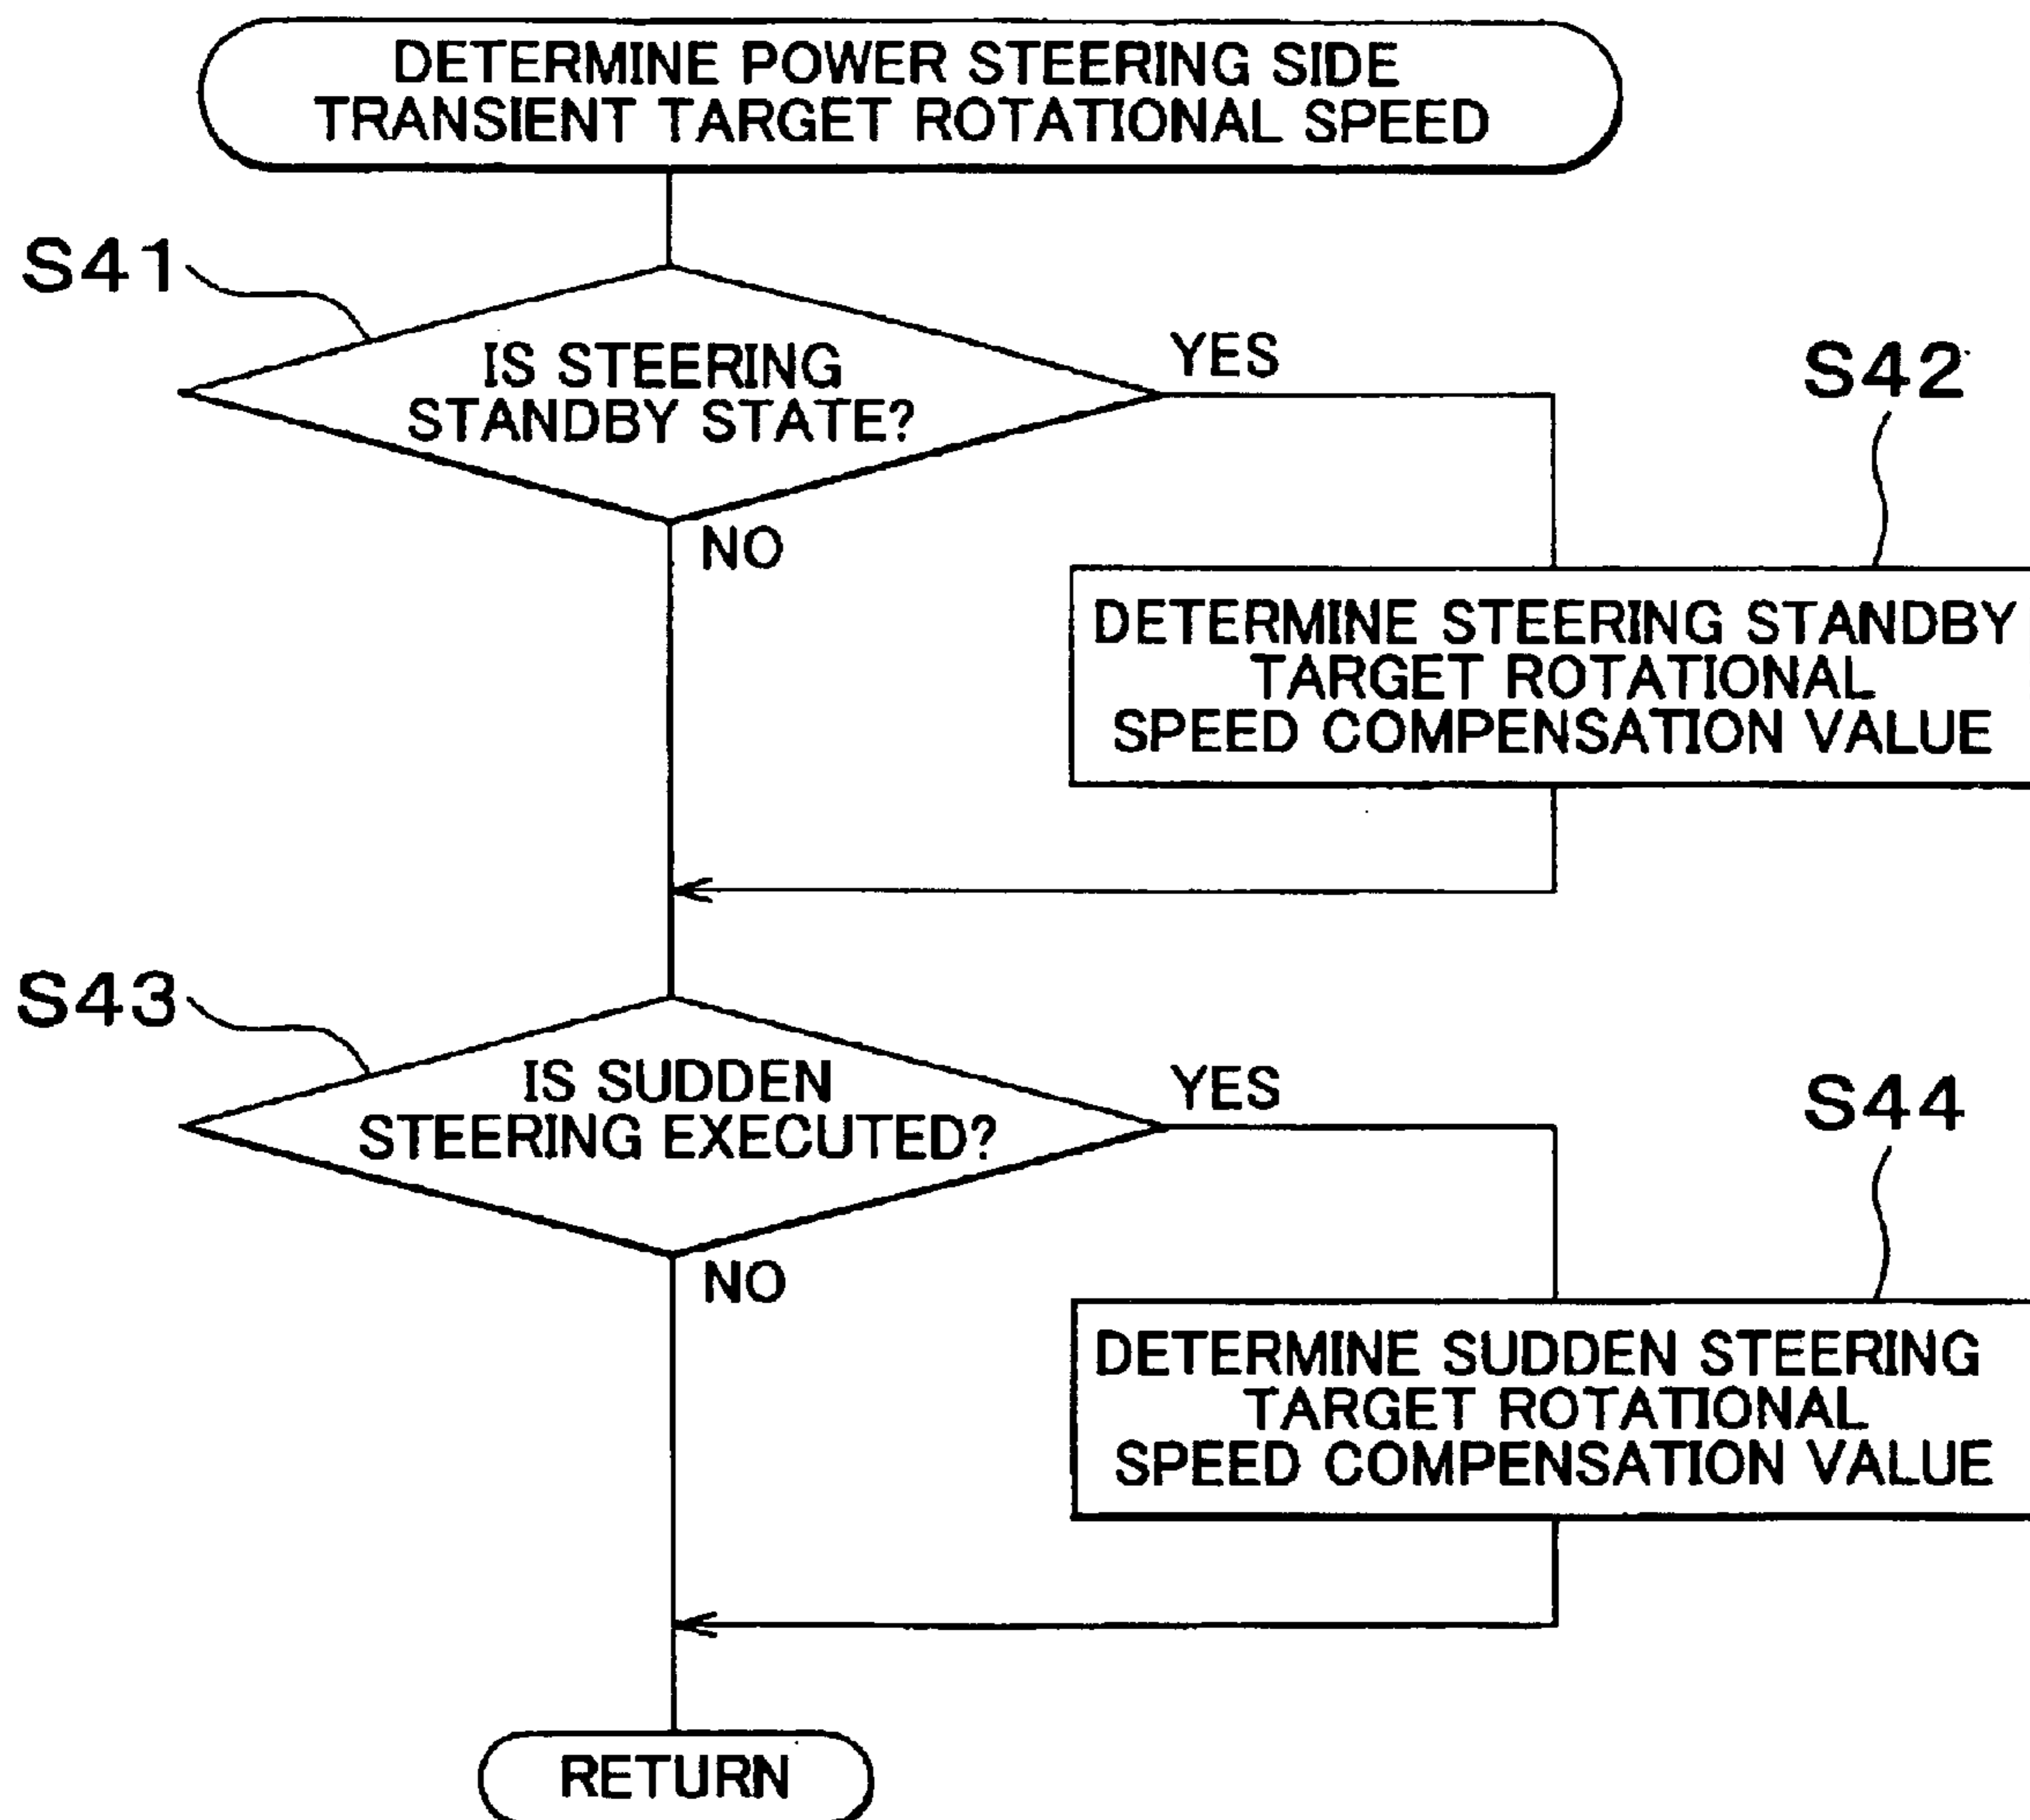 DETERMINE POWER STEERING SIDE
TRANSIENT TARGET ROTATIONAL SPEED
S41
IS STEERING
STANDBY STATE?
YES
NO
S42
DETERMINE STEERING STANDBY
TARGET ROTATIONAL
SPEED COMPENSATION VALUE
S43
IS SUDDEN
STEERING EXECUTED?
YES
NO
S44
DETERMINE SUDDEN STEERING
TARGET ROTATIONAL
SPEED COMPENSATION VALUE
RETURN